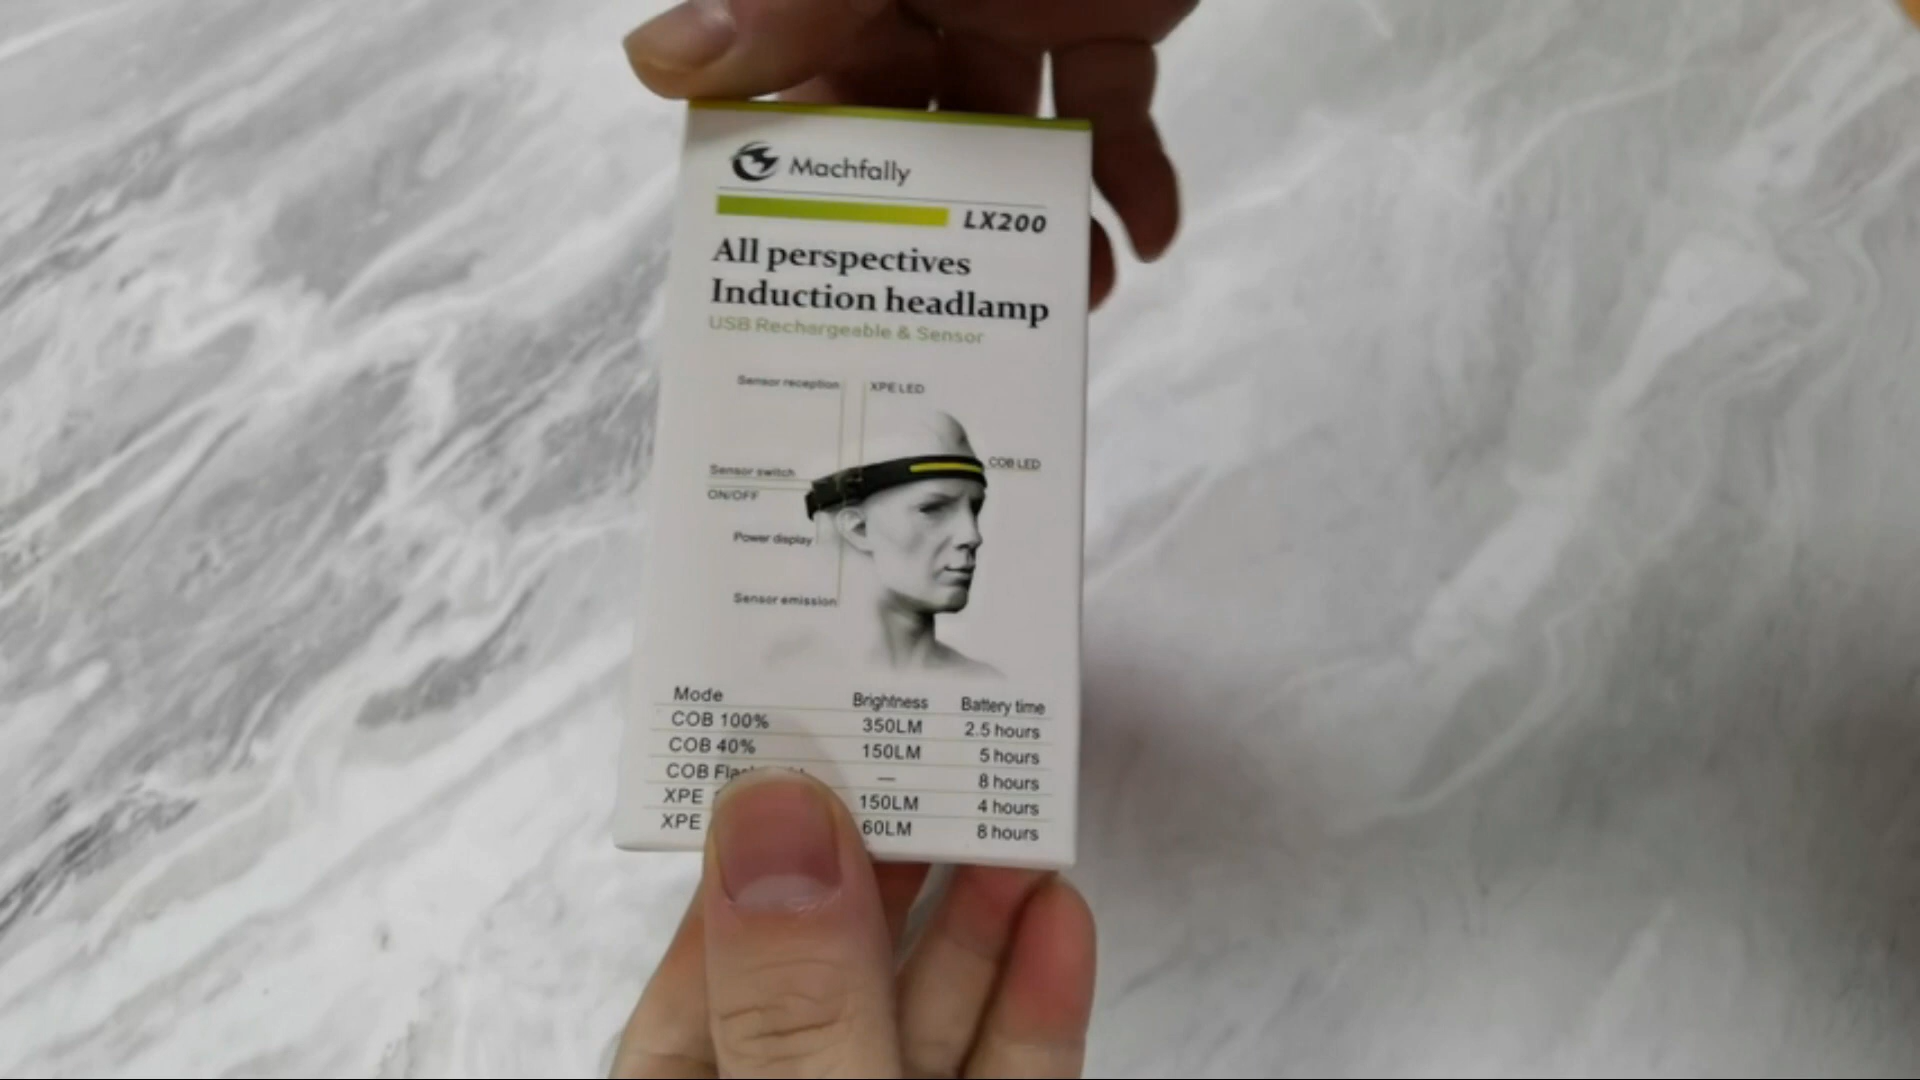 Machfally
LX200
All perspectives
Induction headlamp
USB Rechargeable & Sensor
Sensor reception
XPE LED
COB LED
Sensor switch
ON/OFF
Power display
Sensor emission
Mode Brightness Battery time
COB 100% 350LM 2.5 hours
COB 40% 150LM 5 hours
COB — 8 hours
XPE 150LM 4 hours
XPE 60LM 8 hours